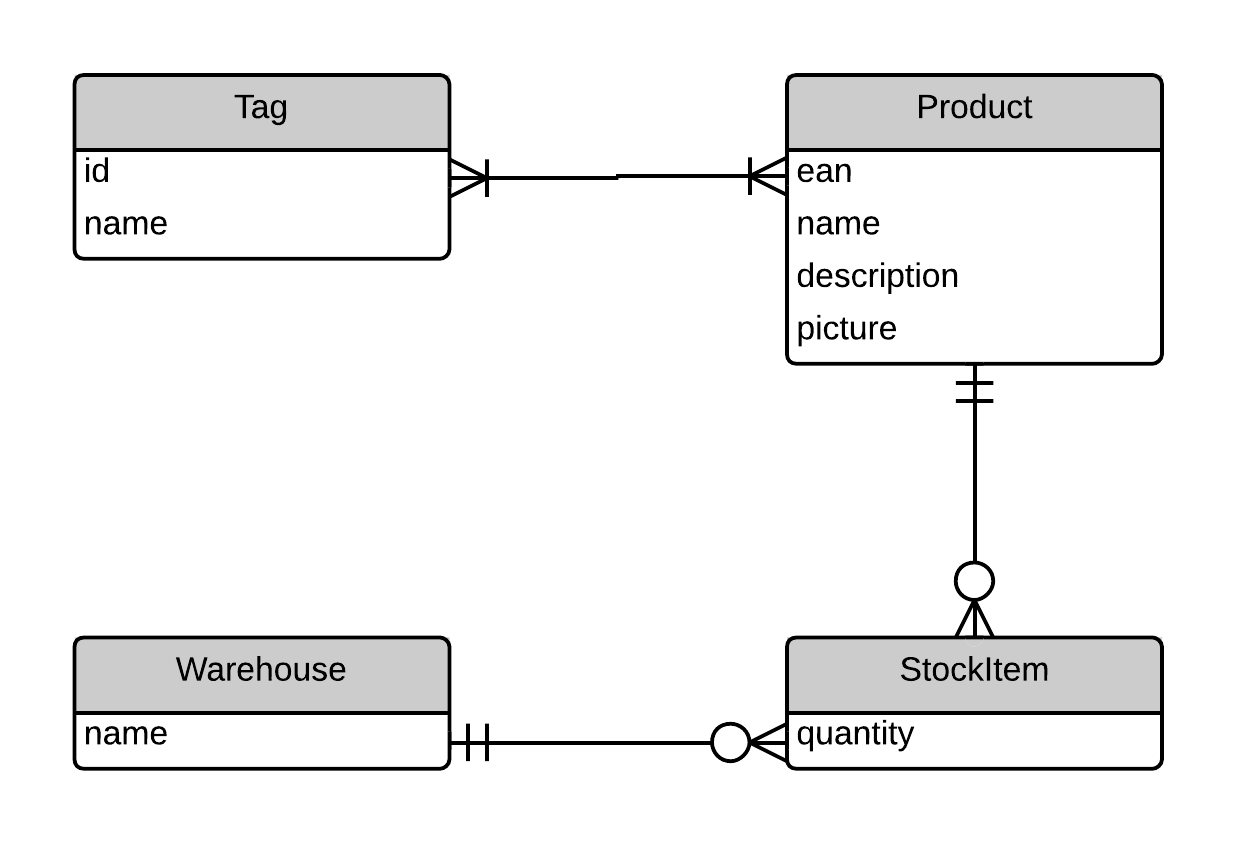 Tag
id
name
Product
ean
name
description
picture
Warehouse
name
StockItem
quantity